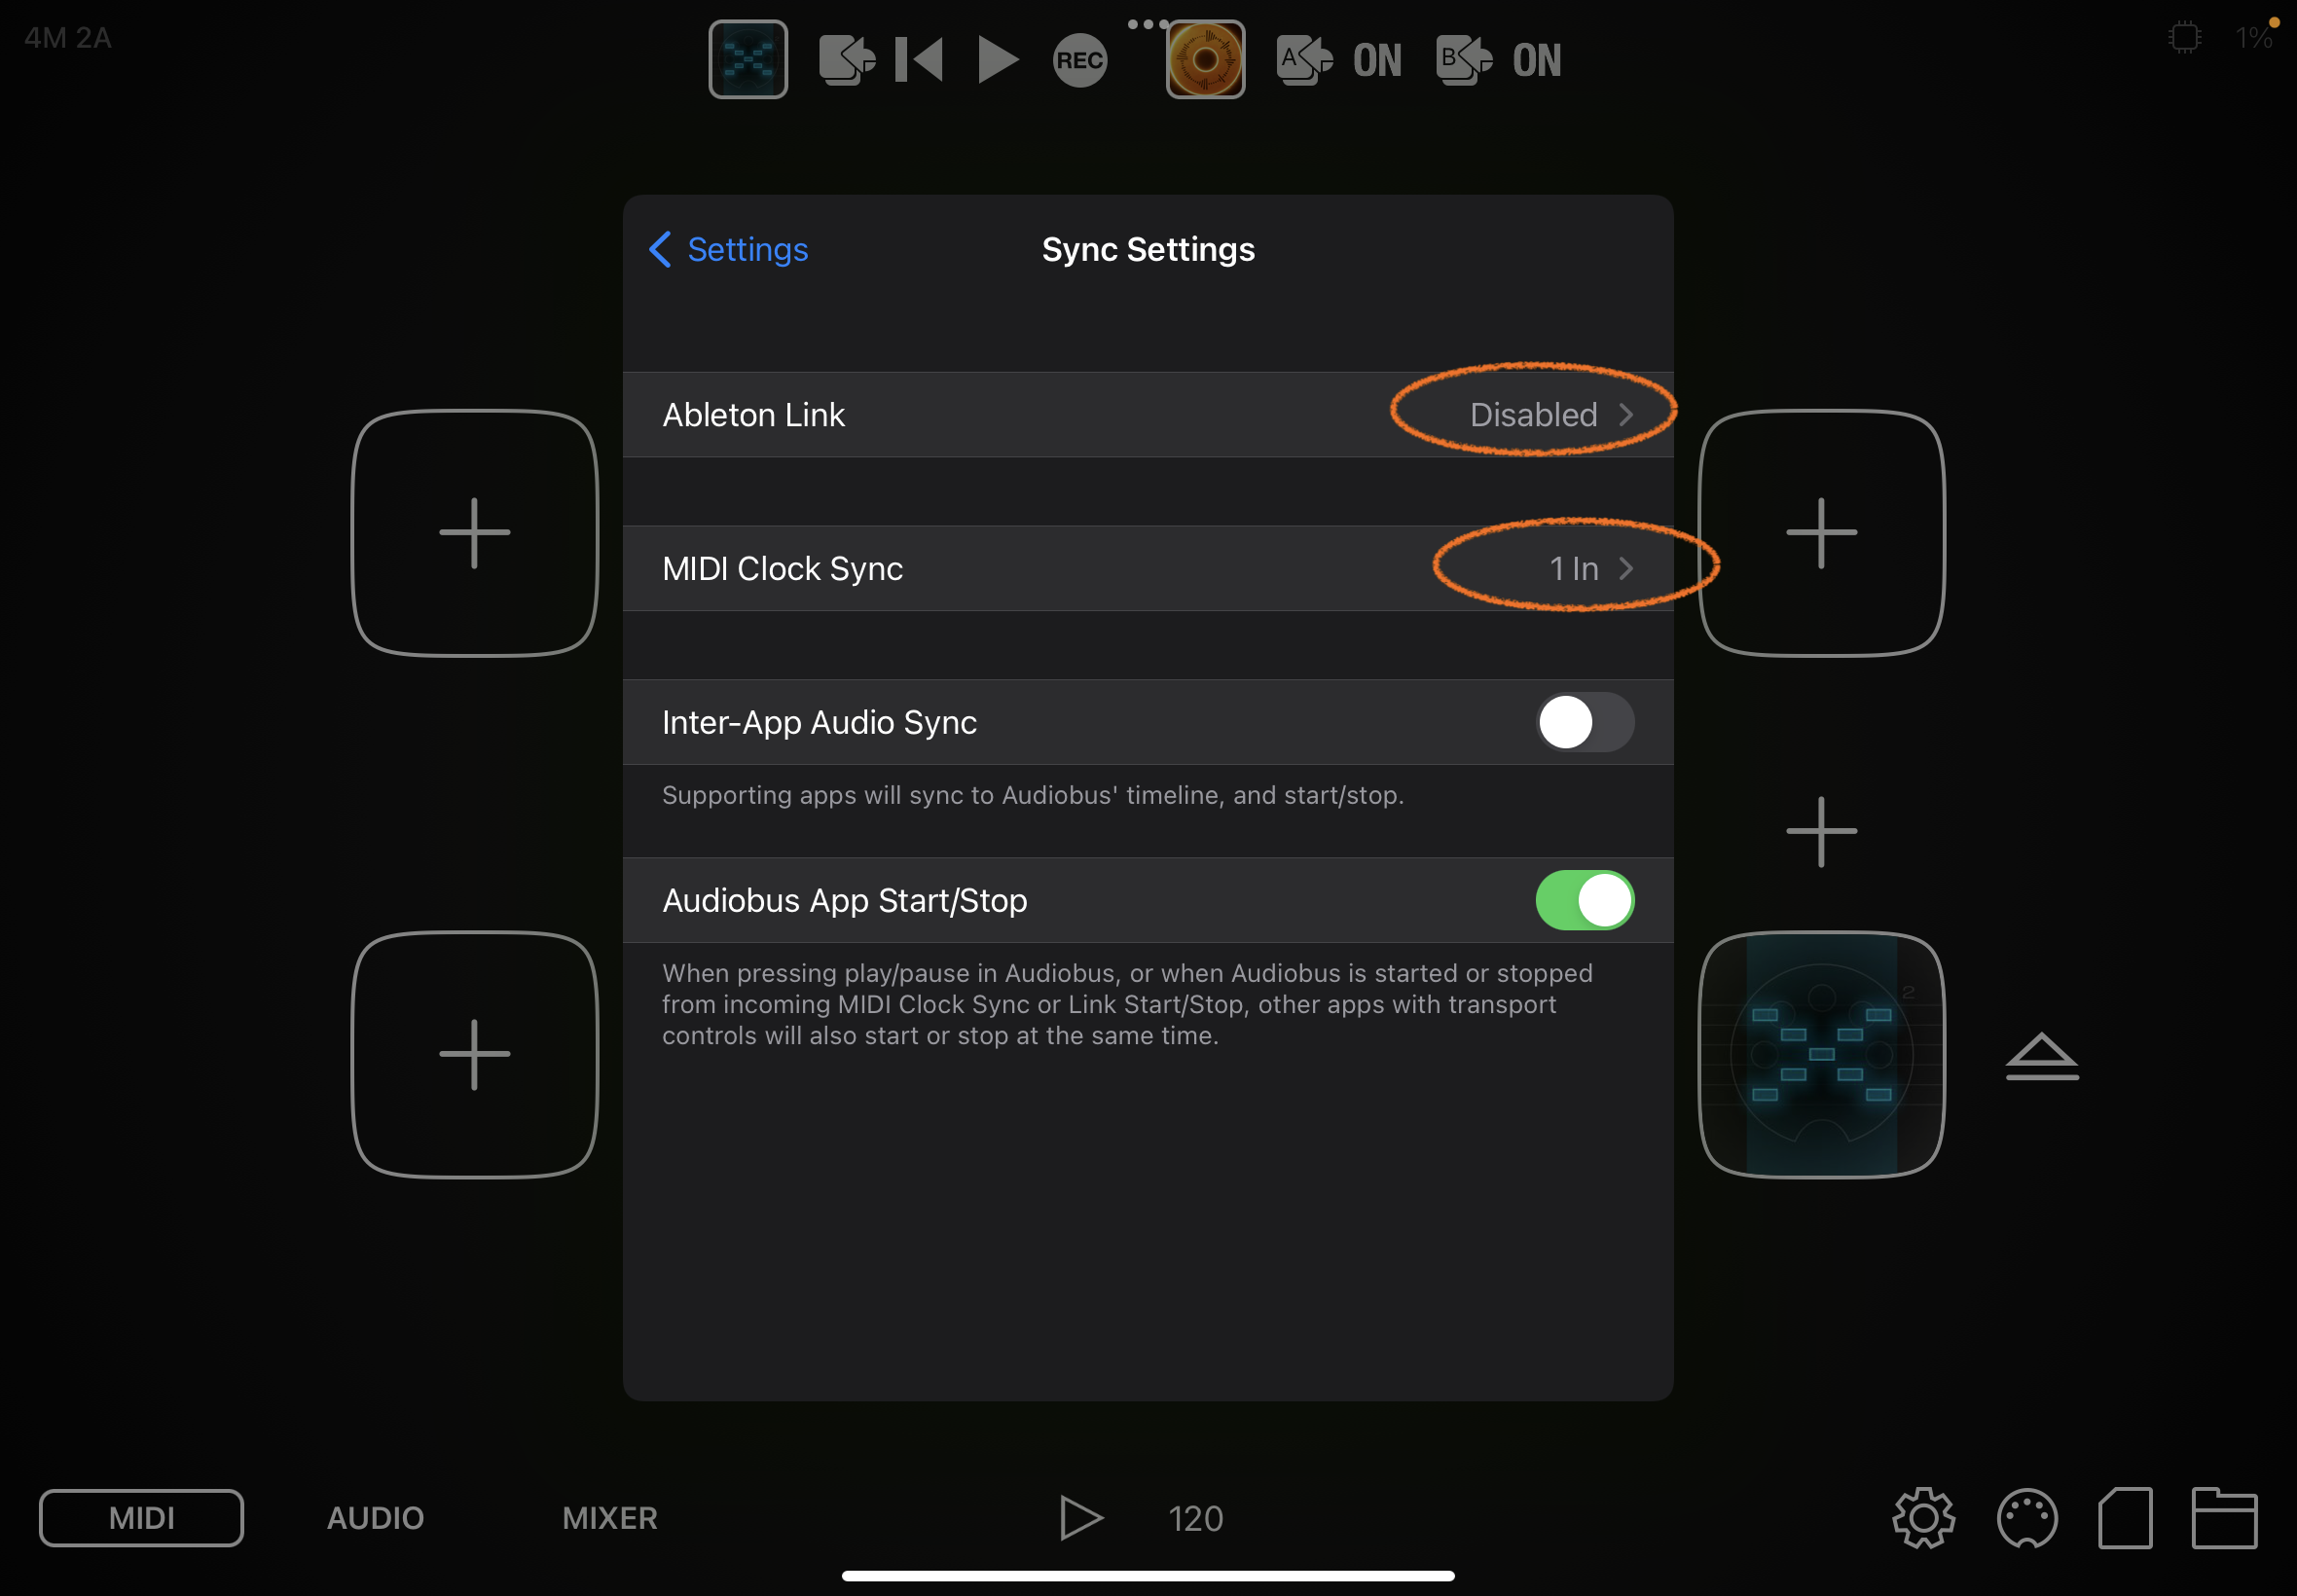 4M 2A
REC
A
ON
B
ON
1%
Settings
Sync Settings
Ableton Link
Disabled
MIDI Clock Sync
1 In
Inter-App Audio Sync
Supporting apps will sync to Audiobus' timeline, and start/stop.
Audiobus App Start/Stop
When pressing play/pause in Audiobus, or when Audiobus is started or stopped
from incoming MIDI Clock Sync or Link Start/Stop, other apps with transport
controls will also start or stop at the same time.
2
MIDI
AUDIO
MIXER
120